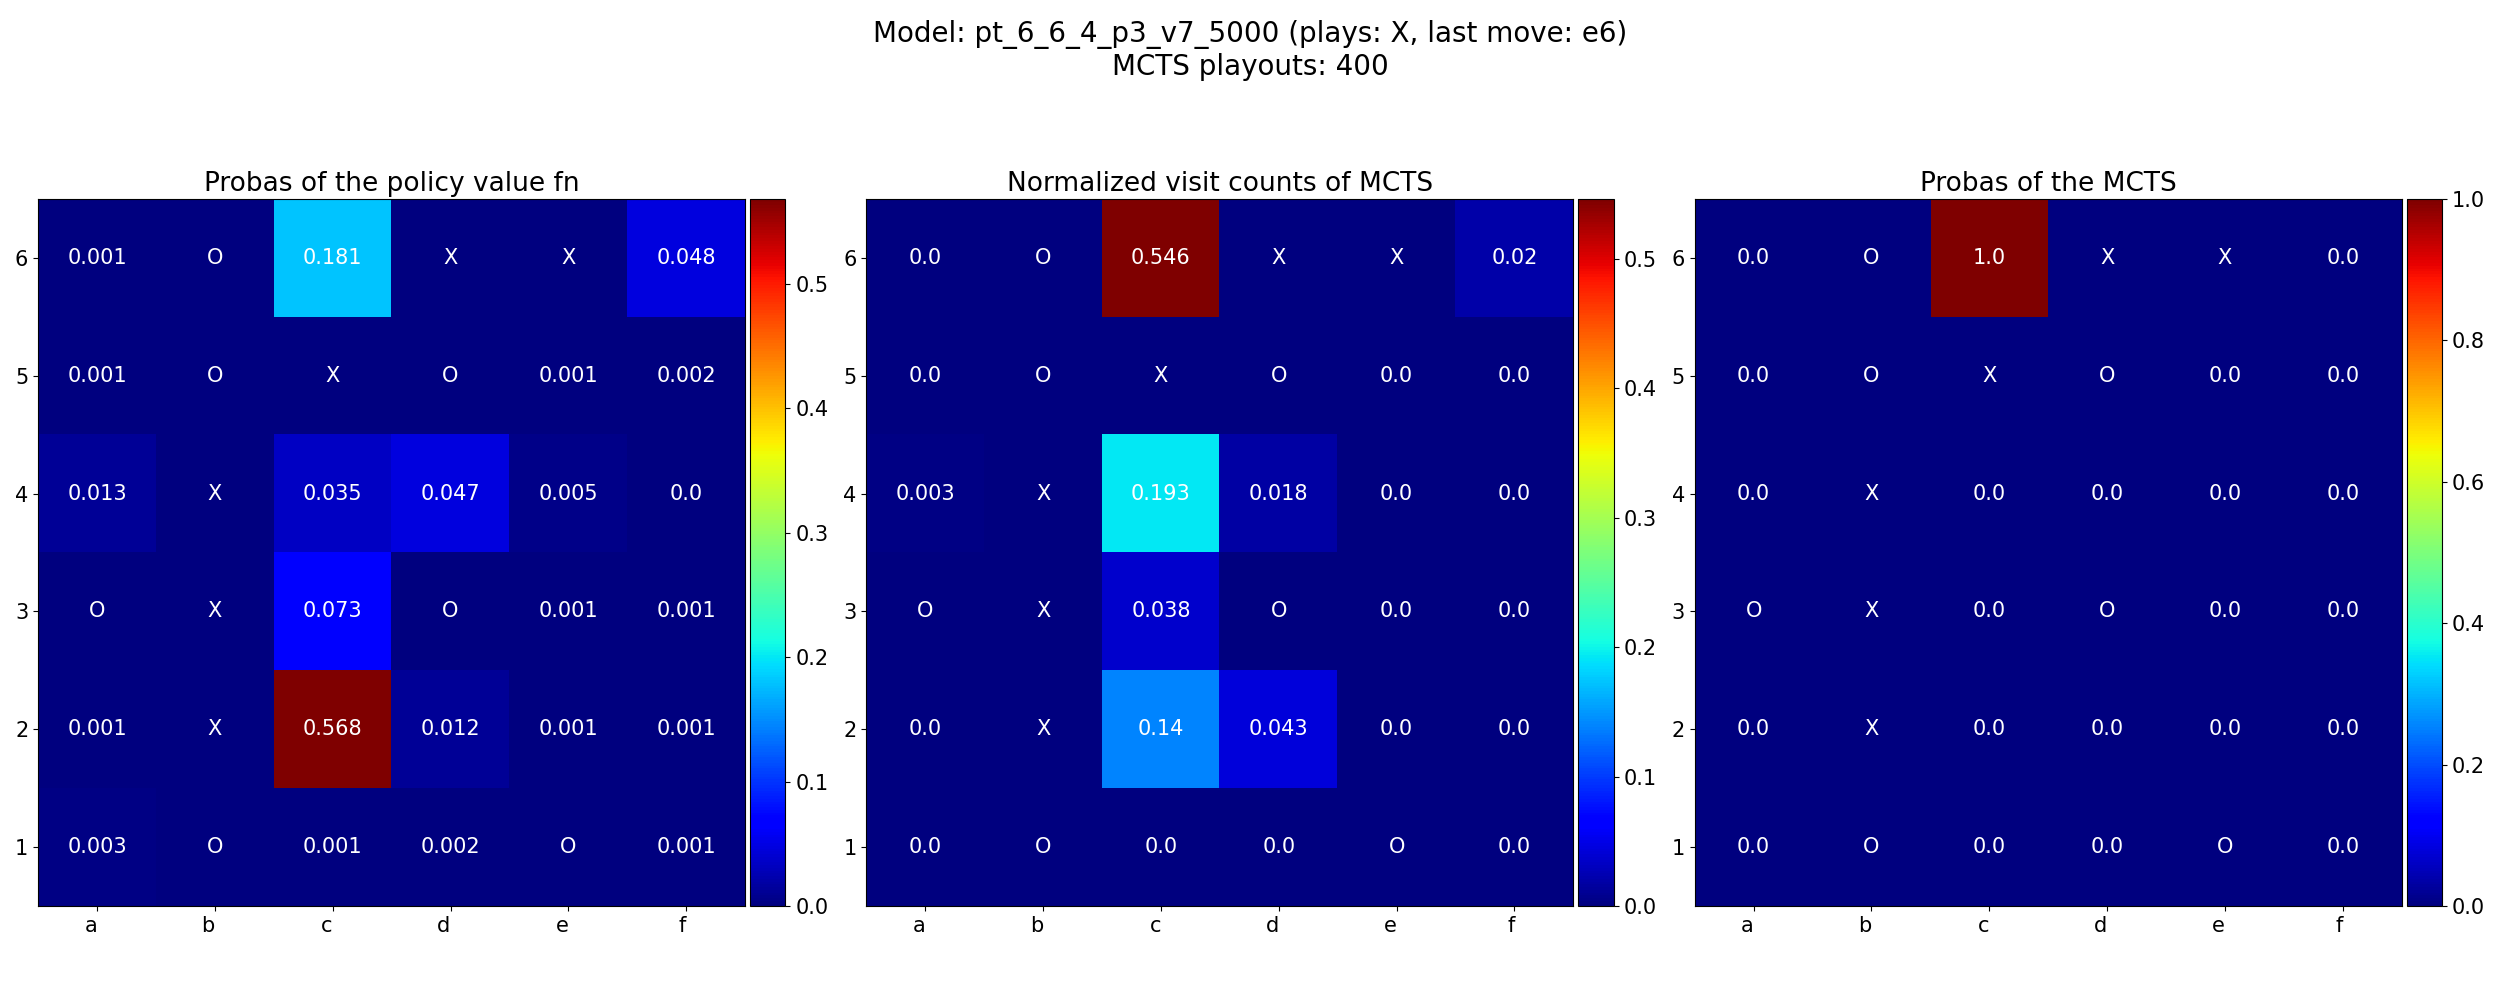 Model: pt_6_6_4_p3_v7_5000 (plays: X, last move: e6)
MCTS playouts: 400
Probas of the policy value fn
6 0.001 O 0.181 X X 0.048
5 0.001 O X O 0.001 0.002
4 0.013 X 0.035 0.047 0.005 0.0
3 O X 0.073 O 0.001 0.001
2 0.001 X 0.568 0.012 0.001 0.001
1 0.003 O 0.001 0.002 O 0.001
a b c d e f
0.5
0.4
0.3
0.2
0.1
0.0
Normalized visit counts of MCTS
6 0.0 O 0.546 X X 0.02
5 0.0 O X O 0.0 0.0
4 0.003 X 0.193 0.018 0.0 0.0
3 O X 0.038 O 0.0 0.0
2 0.0 X 0.14 0.043 0.0 0.0
1 0.0 O 0.0 0.0 O 0.0
a b c d e f
0.5
0.4
0.3
0.2
0.1
0.0
Probas of the MCTS
6 0.0 O 1.0 X X 0.0
5 0.0 O X O 0.0 0.0
4 0.0 X 0.0 0.0 0.0 0.0
3 O X 0.0 O 0.0 0.0
2 0.0 X 0.0 0.0 0.0 0.0
1 0.0 O 0.0 0.0 O 0.0
a b c d e f
1.0
0.8
0.6
0.4
0.2
0.0